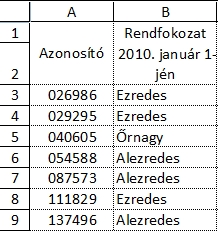 A B
1 Azonosító Rendfokozat
2010. január 1-
2 jén
3 026986 Ezredes
4 029295 Ezredes
5 040605 Őrnagy
6 054588 Alezredes
7 087573 Alezredes
8 111829 Ezredes
9 137496 Alezredes